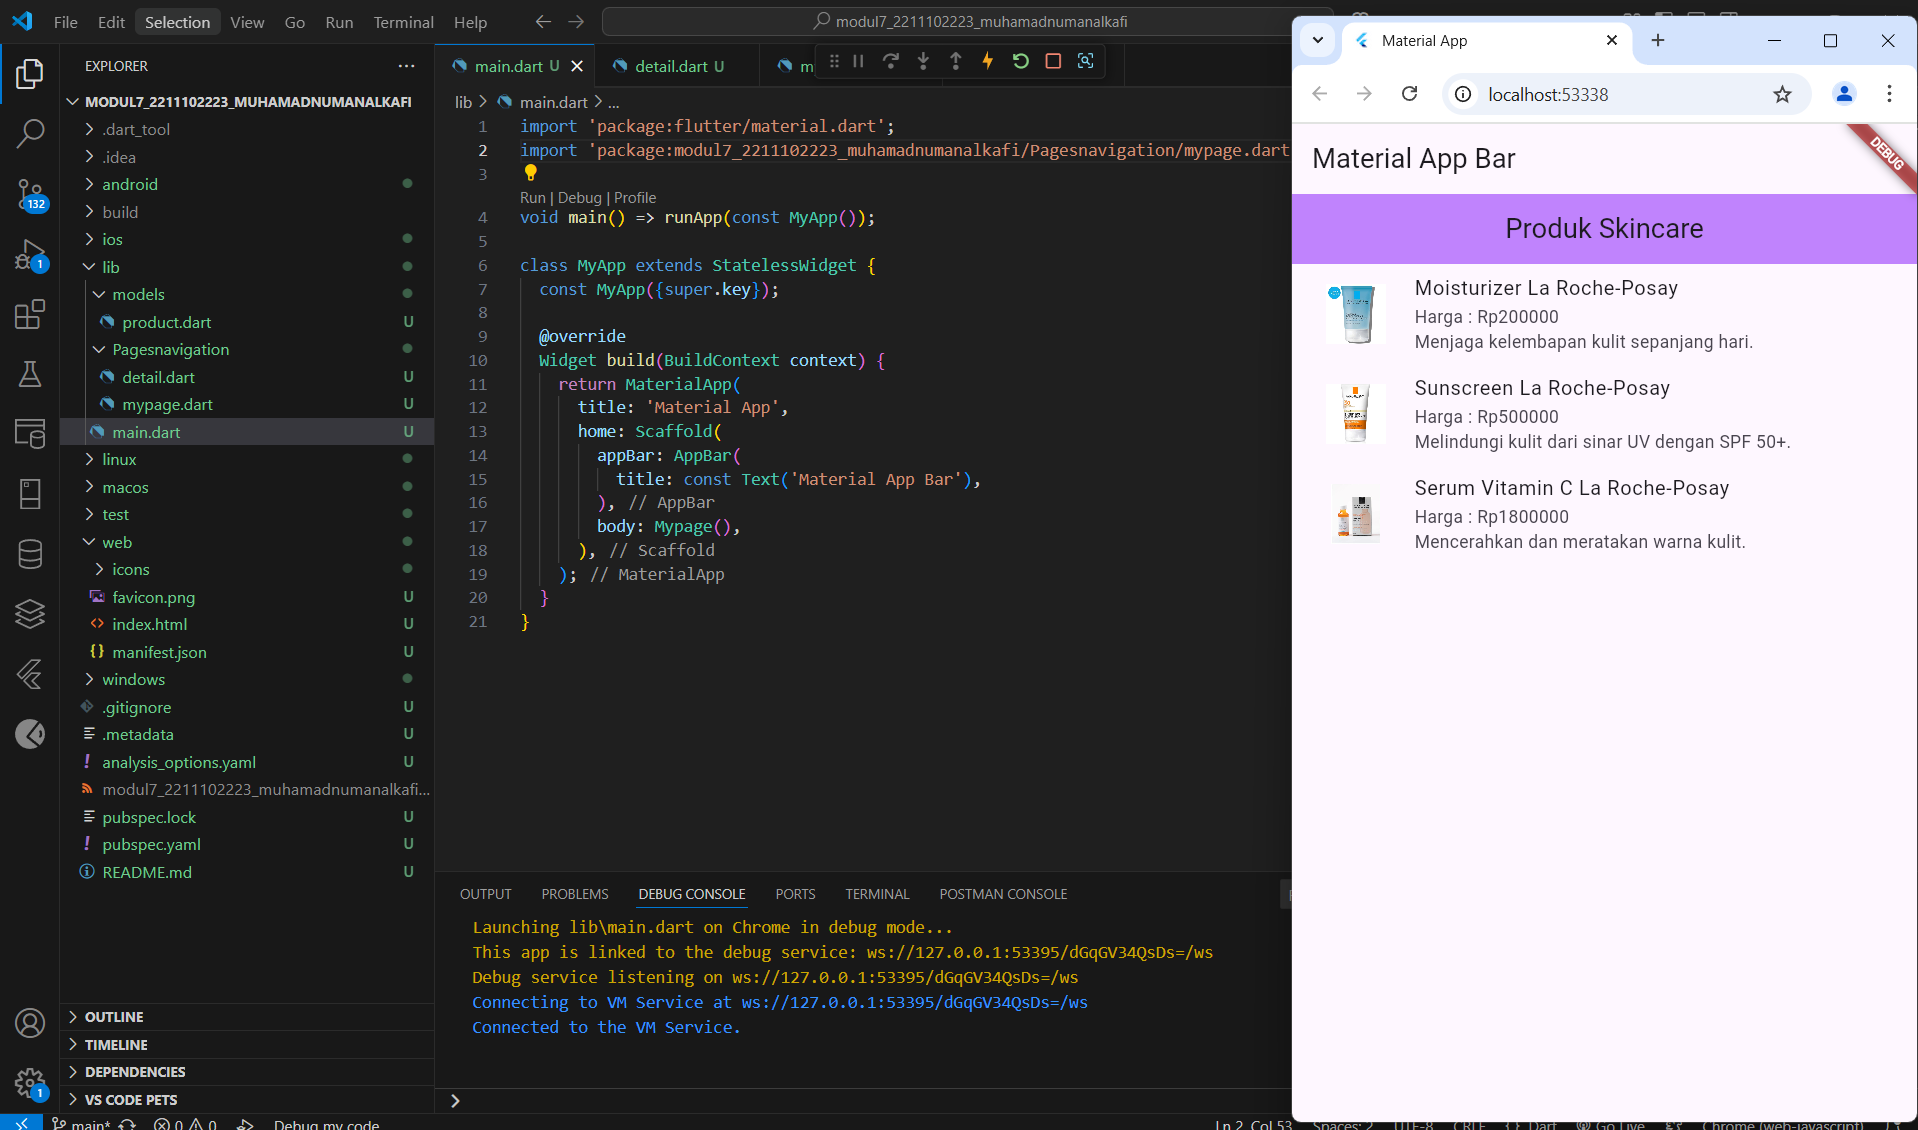 File Edit Selection View Go Run Terminal Help
modul7_2211102223_muhamadnumanalkafi
EXPLORER
MODUL7_2211102223_MUHAMADNUMANALKAFI
.dart_tool
.idea
android
build
ios
lib
models
product.dart U
Pagesnavigation
detail.dart U
mypage.dart U
main.dart U
linux
macos
test
web
icons
favicon.png U
index.html U
manifest.json U
windows
.gitignore U
.metadata U
analysis_options.yaml U
modul7_2211102223_muhamadnumanalkafi...
pubspec.lock U
pubspec.yaml U
README.md U
OUTLINE
TIMELINE
DEPENDENCIES
VS CODE PETS
132
1
1
main.dart U
detail.dart U
m
lib > main.dart > ...
1 import 'package:flutter/material.dart';
2 import 'package:modul7_2211102223_muhamadnumanalkafi/Pagesnavigation/mypage.dart
3
Run | Debug | Profile
4 void main() => runApp(const MyApp());
5
6 class MyApp extends StatelessWidget {
7 const MyApp({super.key});
8
9 @override
10 Widget build(BuildContext context) {
11 return MaterialApp(
12 title: 'Material App',
13 home: Scaffold(
14 appBar: AppBar(
15 title: const Text('Material App Bar'),
16 ), // AppBar
17 body: Mypage(),
18 ), // Scaffold
19 ); // MaterialApp
20 }
21 }
OUTPUT PROBLEMS DEBUG CONSOLE PORTS TERMINAL POSTMAN CONSOLE
Launching lib\main.dart on Chrome in debug mode...
This app is linked to the debug service: ws://127.0.0.1:53395/dGqGV34QsDs=/ws
Debug service listening on ws://127.0.0.1:53395/dGqGV34QsDs=/ws
Connecting to VM Service at ws://127.0.0.1:53395/dGqGV34QsDs=/ws
Connected to the VM Service.
>
main* 0 0 Debug my code Ln 2, Col 53 Spaces: 2 UTF-8 CRLF {} Dart Go Live Chrome (web-javascript)
Material App
localhost:53338
Material App Bar
DEBUG
Produk Skincare
Moisturizer La Roche-Posay
Harga : Rp200000
Menjaga kelembapan kulit sepanjang hari.
Sunscreen La Roche-Posay
Harga : Rp500000
Melindungi kulit dari sinar UV dengan SPF 50+.
Serum Vitamin C La Roche-Posay
Harga : Rp1800000
Mencerahkan dan meratakan warna kulit.